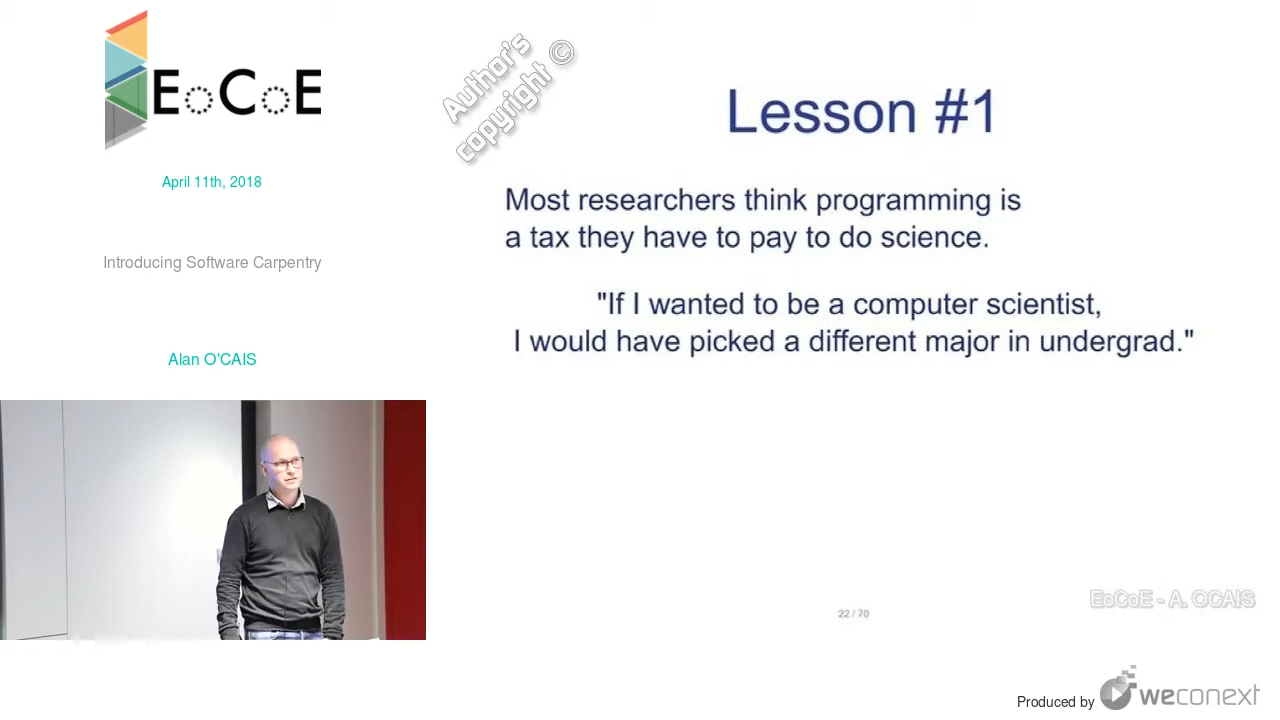 EoCoE
April 11th, 2018
Introducing Software Carpentry
Alan O'CAIS
Author's
copyright ©
Lesson #1
Most researchers think programming is
a tax they have to pay to do science.
"If I wanted to be a computer scientist,
I would have picked a different major in undergrad."
22 / 70
EoCoE - A. OCAIS
Produced by weconext